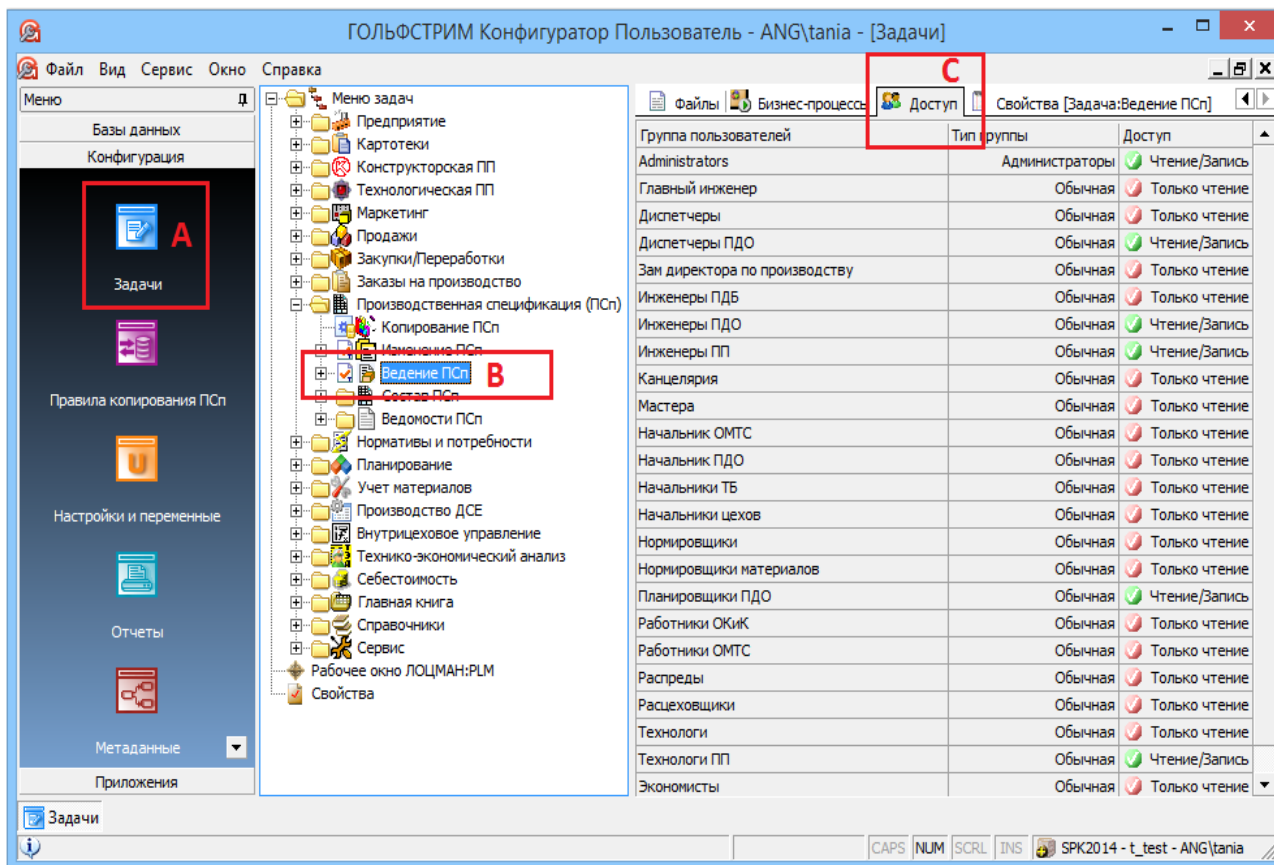 ГОЛЬФСТРИМ Конфигуратор Пользователь - ANG\tania - [Задачи]
Файл Вид Сервис Окно Справка
Меню
Базы данных
Конфигурация
A
Задачи
Правила копирования ПСп
Настройки и переменные
Отчеты
Метаданные
Приложения
Меню задач
Предприятие
Картотеки
Конструкторская ПП
Технологическая ПП
Маркетинг
Продажи
Закупки/Переработки
Заказы на производство
Производственная спецификация (ПСп)
Копирование ПСп
Изменение ПСп
Ведение ПСп B
Состав ПСп
Ведомости ПСп
Нормативы и потребности
Планирование
Учет материалов
Производство ДСЕ
Внутрицеховое управление
Технико-экономический анализ
Себестоимость
Главная книга
Справочники
Сервис
Рабочее окно ЛОЦМАН:PLM
Свойства
C
Файлы Бизнес-процессы Доступ Свойства [Задача:Ведение ПСп]
Группа пользователей Тип группы Доступ
Administrators Администраторы Чтение/Запись
Главный инженер Обычная Только чтение
Диспетчеры Обычная Только чтение
Диспетчеры ПДО Обычная Чтение/Запись
Зам директора по производству Обычная Только чтение
Инженеры ПДБ Обычная Только чтение
Инженеры ПДО Обычная Чтение/Запись
Инженеры ПП Обычная Чтение/Запись
Канцелярия Обычная Только чтение
Мастера Обычная Только чтение
Начальник ОМТС Обычная Только чтение
Начальник ПДО Обычная Только чтение
Начальники ТБ Обычная Только чтение
Начальники цехов Обычная Только чтение
Нормировщики Обычная Только чтение
Нормировщики материалов Обычная Только чтение
Планировщики ПДО Обычная Чтение/Запись
Работники ОКиК Обычная Только чтение
Работники ОМТС Обычная Только чтение
Распреды Обычная Только чтение
Расцеховщики Обычная Только чтение
Технологи Обычная Только чтение
Технологи ПП Обычная Чтение/Запись
Экономисты Обычная Только чтение
Задачи
CAPS NUM SCRL INS SPK2014 - t_test - ANG\tania